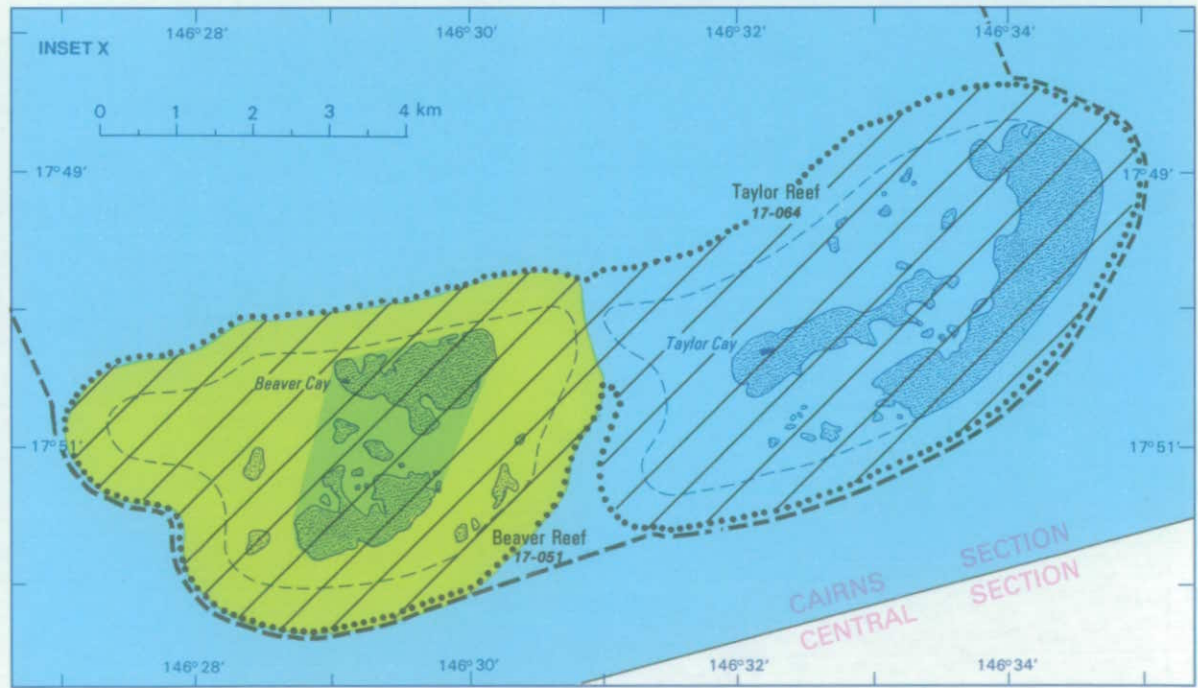 146°28′ 146°30′ 146°32′ 146°34′
INSET X
0 1 2 3 4 km
17°49′ 17°49′
Taylor Reef
17-064
Taylor Cay
Beaver Cay
17°51′ 17°51′
Beaver Reef
17-051
CAIRNS SECTION
CENTRAL SECTION
146°28′ 146°30′ 146°32′ 146°34′